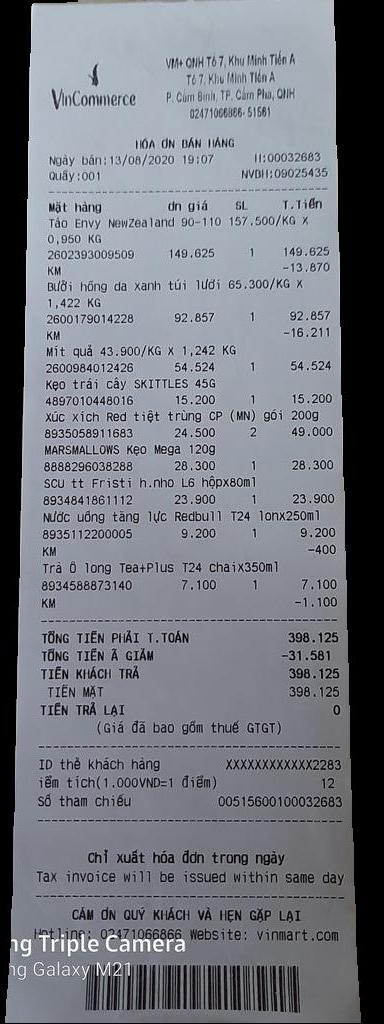 VinCommerce
VM+ QNH Tổ 7, Khu Minh Tiến A
Tổ 7, Khu Minh Tiến A
P. Cẩm Bình, TP. Cẩm Phả, QNH
02471066866-51561
HÓA ƠN BÁN HÀNG
Ngày bán:13/08/2020 19:07 H:00032683
Quầy:001 NVBH:09025435
Mặt hàng ơn giá SL T.Tiền
Táo Envy NewZealand 90-110 157.500/KG X
0,950 KG
2602393009509 149.625 1 149.625
KM -13.870
Bưởi hồng da xanh túi lưới 65.300/KG X
1,422 KG
2600179014228 92.857 1 92.857
KM -16.211
Mít quả 43.900/KG X 1,242 KG
2600984012426 54.524 1 54.524
Kẹo trái cây SKITTLES 45G
4897010448016 15.200 1 15.200
Xúc xích Red tiệt trùng CP (MN) gói 200g
8935058911683 24.500 2 49.000
MARSMALLOWS Kẹo Mega 120g
8888296038288 28.300 1 28.300
SCU tt Fristi h.nho L6 hộpx80ml
8934841861112 23.900 1 23.900
Nước uống tăng lực Redbull T24 lonx250ml
8935112200005 9.200 1 9.200
KM -400
Trà Ô long Tea+Plus T24 chaix350ml
8934588873140 7.100 1 7.100
KM -1.100
TỔNG TIỀN PHẢI T.TOÁN 398.125
TỔNG TIỀN Ã GIẢM -31.581
TIỀN KHÁCH TRẢ 398.125
TIỀN MẶT 398.125
TIỀN TRẢ LẠI 0
(Giá đã bao gồm thuế GTGT)
ID thẻ khách hàng XXXXXXXXXXXX2283
iểm tích(1.000VND=1 điểm) 12
Số tham chiếu 00515600100032683
Chỉ xuất hóa đơn trong ngày
Tax invoice will be issued within same day
CẢM ƠN QUÝ KHÁCH VÀ HẸN GẶP LẠI
Hotline: 02471066866 Website: vinmart.com
ng Triple Camera
ng Galaxy M21